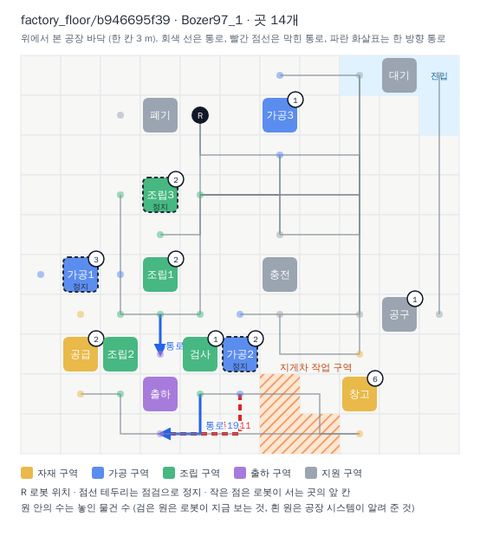 factory_floor/b946695f39 · Bozer97_1 · 곳 14개
위에서 본 공장 바닥 (한 칸 3 m). 회색 선은 통로, 빨간 점선은 막힌 통로, 파란 화살표는 한 방향 통로
대기
진입
폐기
R
가공3
1
조립3
2
정지
가공1
3
정지
조립1
2
충전
공구
1
통로
공급
2
조립2
검사
1
가공2
2
정지
지게차 작업 구역
출하
창고
6
통로1911
자재 구역
가공 구역
조립 구역
출하 구역
지원 구역
R 로봇 위치 · 점선 테두리는 점검으로 정지 · 작은 점은 로봇이 서는 곳의 앞 칸
원 안의 수는 놓인 물건 수 (검은 원은 로봇이 지금 보는 것, 흰 원은 공장 시스템이 알려 준 것)